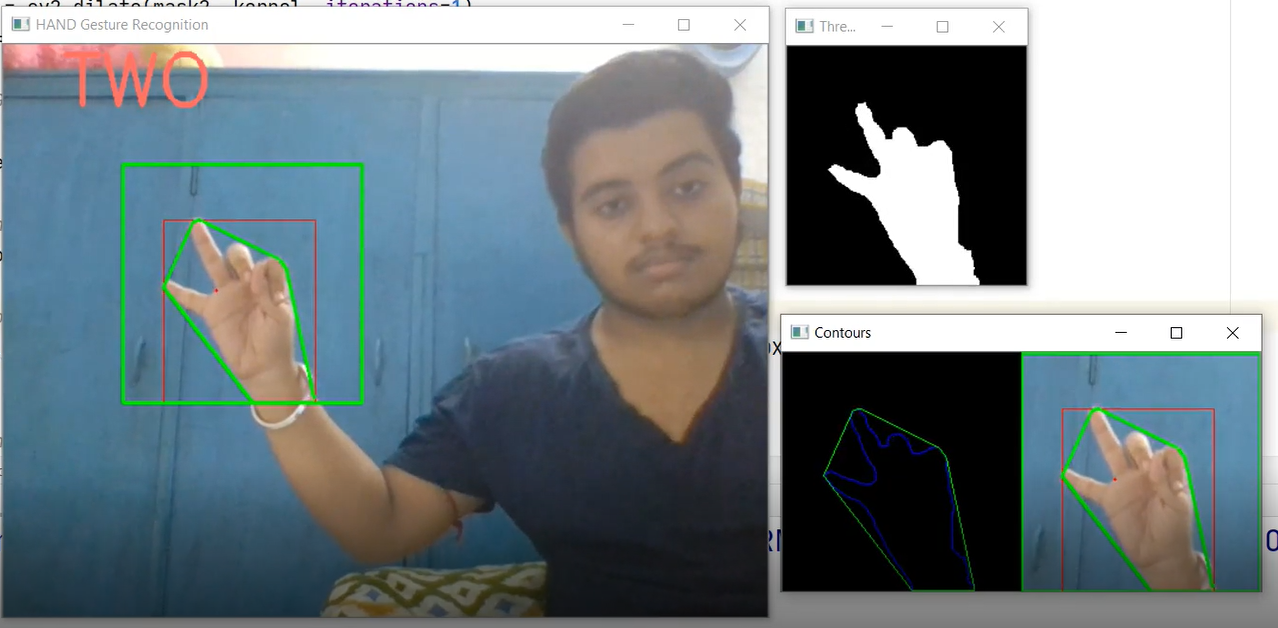 = cv2.dilate(mask2, kernel, iterations=1)
HAND Gesture Recognition
Thre...
TWO
Contours